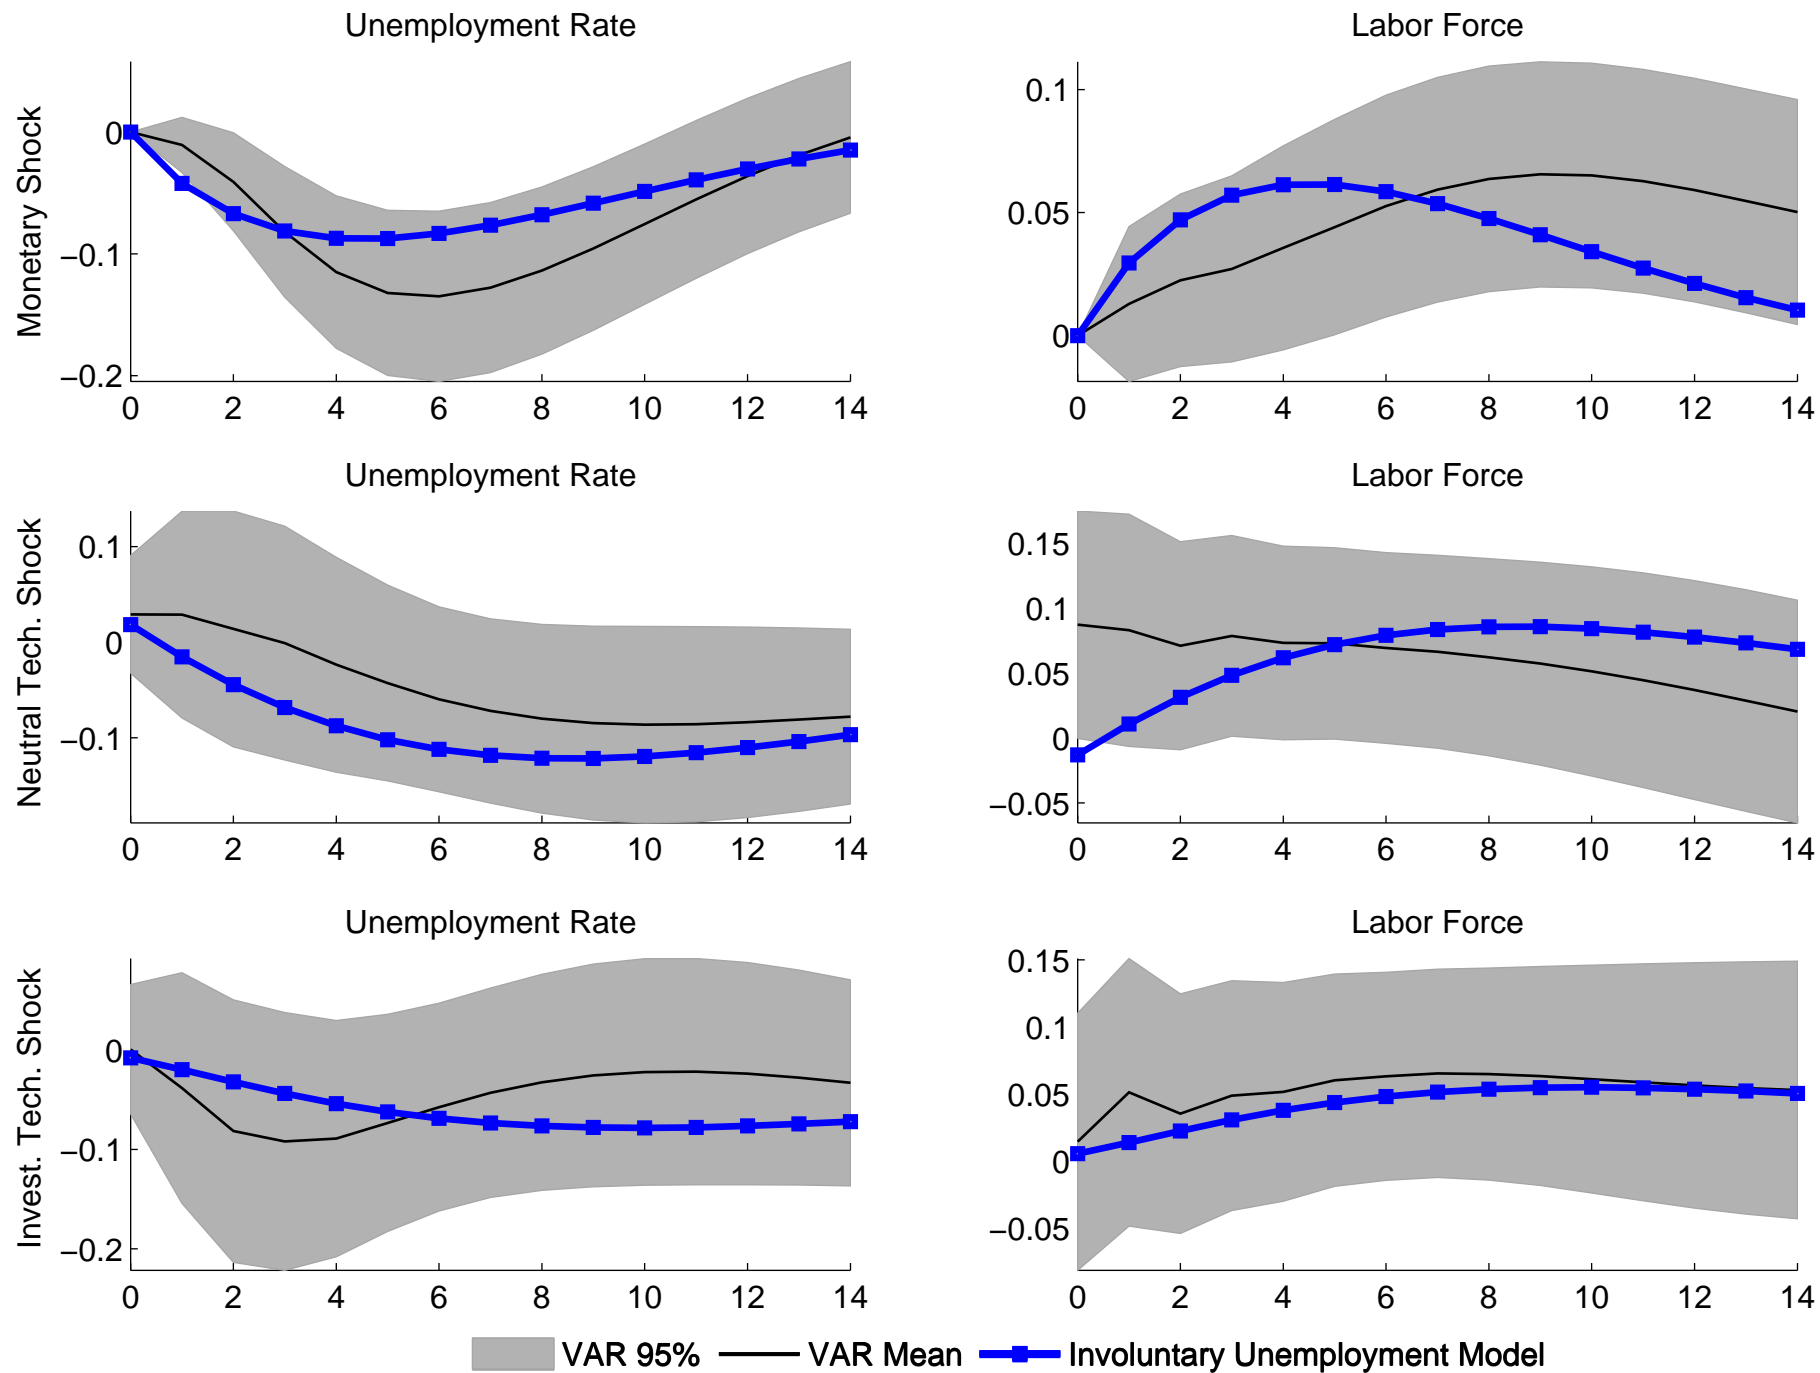 Unemployment Rate
Labor Force
Monetary Shock
0
−0.1
−0.2
0 2 4 6 8 10 12 14
0.1
0.05
0
0 2 4 6 8 10 12 14
Unemployment Rate
Labor Force
Neutral Tech. Shock
0.1
0
−0.1
0 2 4 6 8 10 12 14
0.15
0.1
0.05
0
−0.05
0 2 4 6 8 10 12 14
Unemployment Rate
Labor Force
Invest. Tech. Shock
0
−0.1
−0.2
0 2 4 6 8 10 12 14
0.15
0.1
0.05
0
−0.05
0 2 4 6 8 10 12 14
VAR 95% VAR Mean Involuntary Unemployment Model